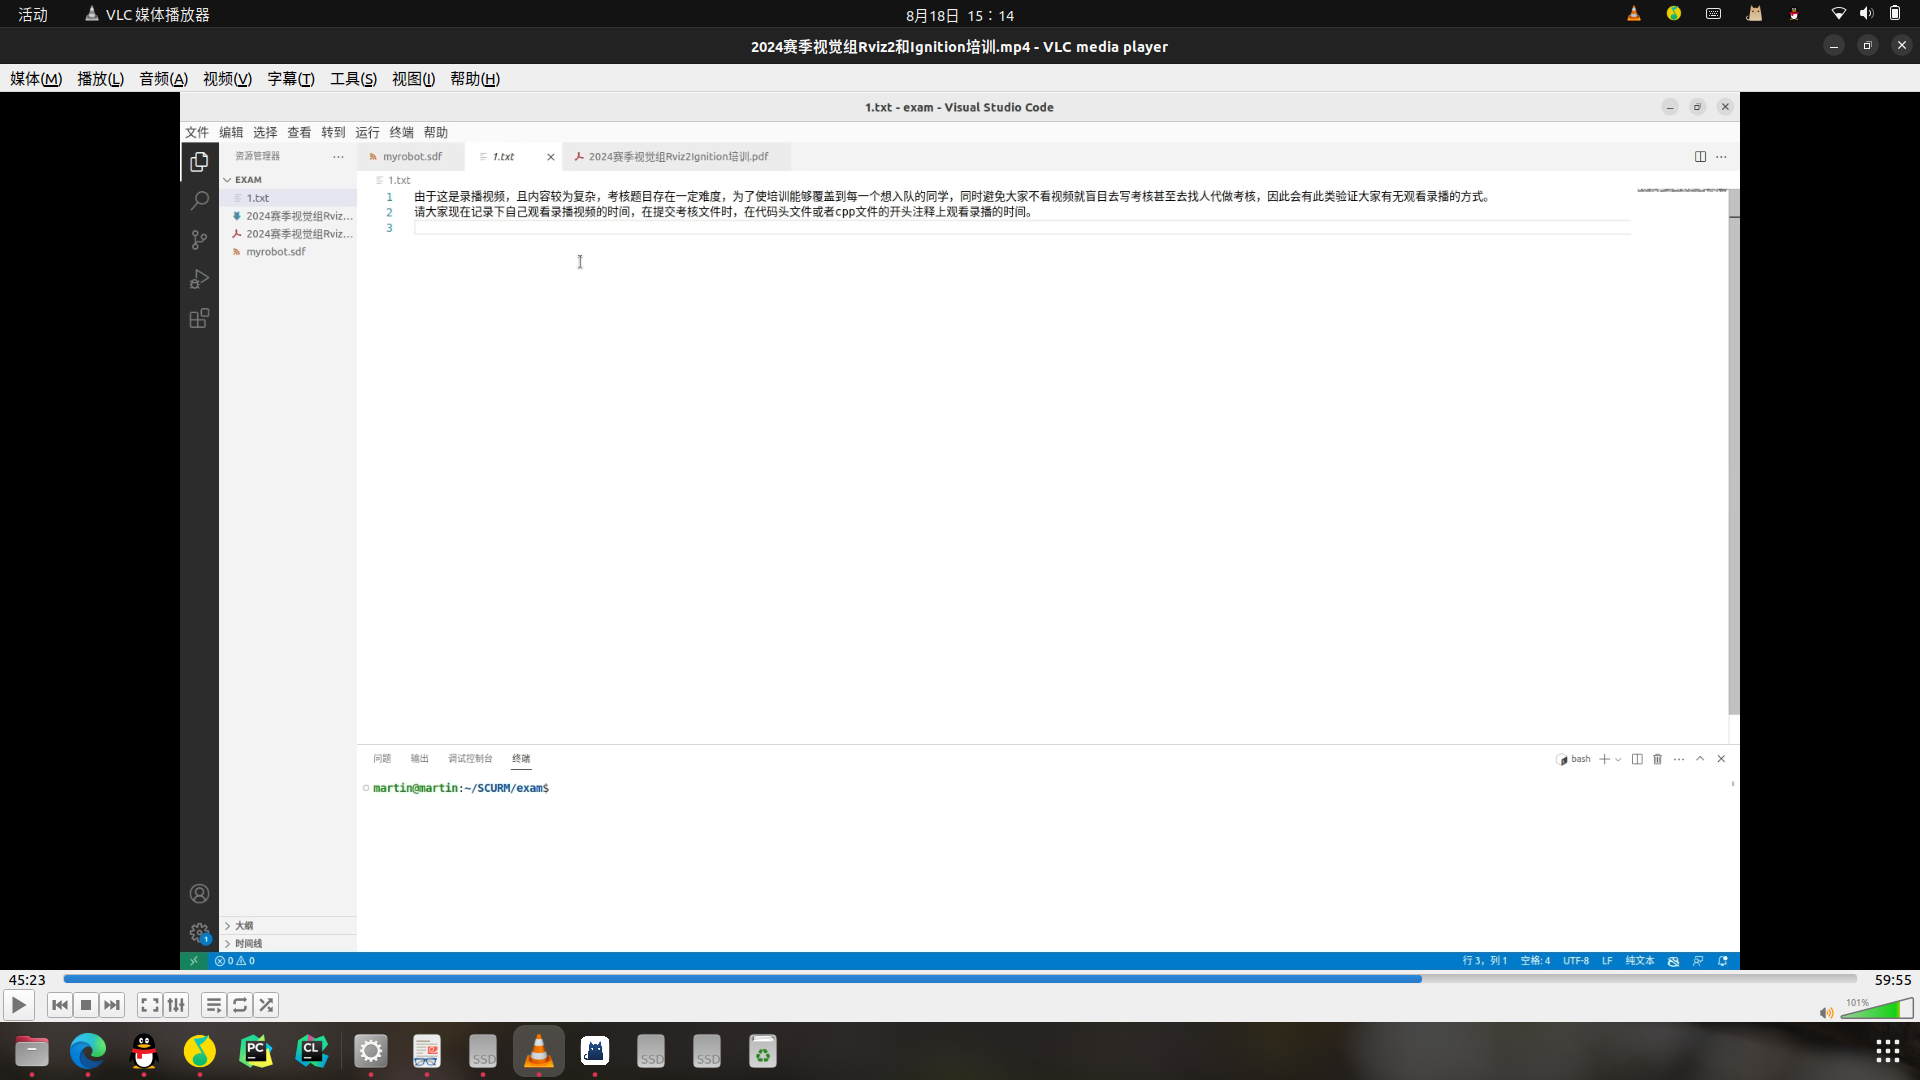 活动
VLC 媒体播放器
8月18日 15：14
2024赛季视觉组Rviz2和Ignition培训.mp4 - VLC media player
媒体(M) 播放(L) 音频(A) 视频(V) 字幕(T) 工具(S) 视图(I) 帮助(H)
1.txt - exam - Visual Studio Code
文件 编辑 选择 查看 转到 运行 终端 帮助
资源管理器
myrobot.sdf
1.txt
2024赛季视觉组Rviz2Ignition培训.pdf
EXAM
1.txt
2024赛季视觉组Rviz...
2024赛季视觉组Rviz...
myrobot.sdf
1.txt
1 由于这是录播视频，且内容较为复杂，考核题目存在一定难度，为了使培训能够覆盖到每一个想入队的同学，同时避免大家不看视频就盲目去写考核甚至去找人代做考核，因此会有此类验证大家有无观看录播的方式。
2 请大家现在记录下自己观看录播视频的时间，在提交考核文件时，在代码头文件或者cpp文件的开头注释上观看录播的时间。
3
问题 输出 调试控制台 终端
bash
martin@martin:~/SCURM/exam$
大纲
时间线
1
0 0
行 3，列 1 空格: 4 UTF-8 LF 纯文本
45:23
59:55
101%
PC
CL
SSD
SSD
SSD